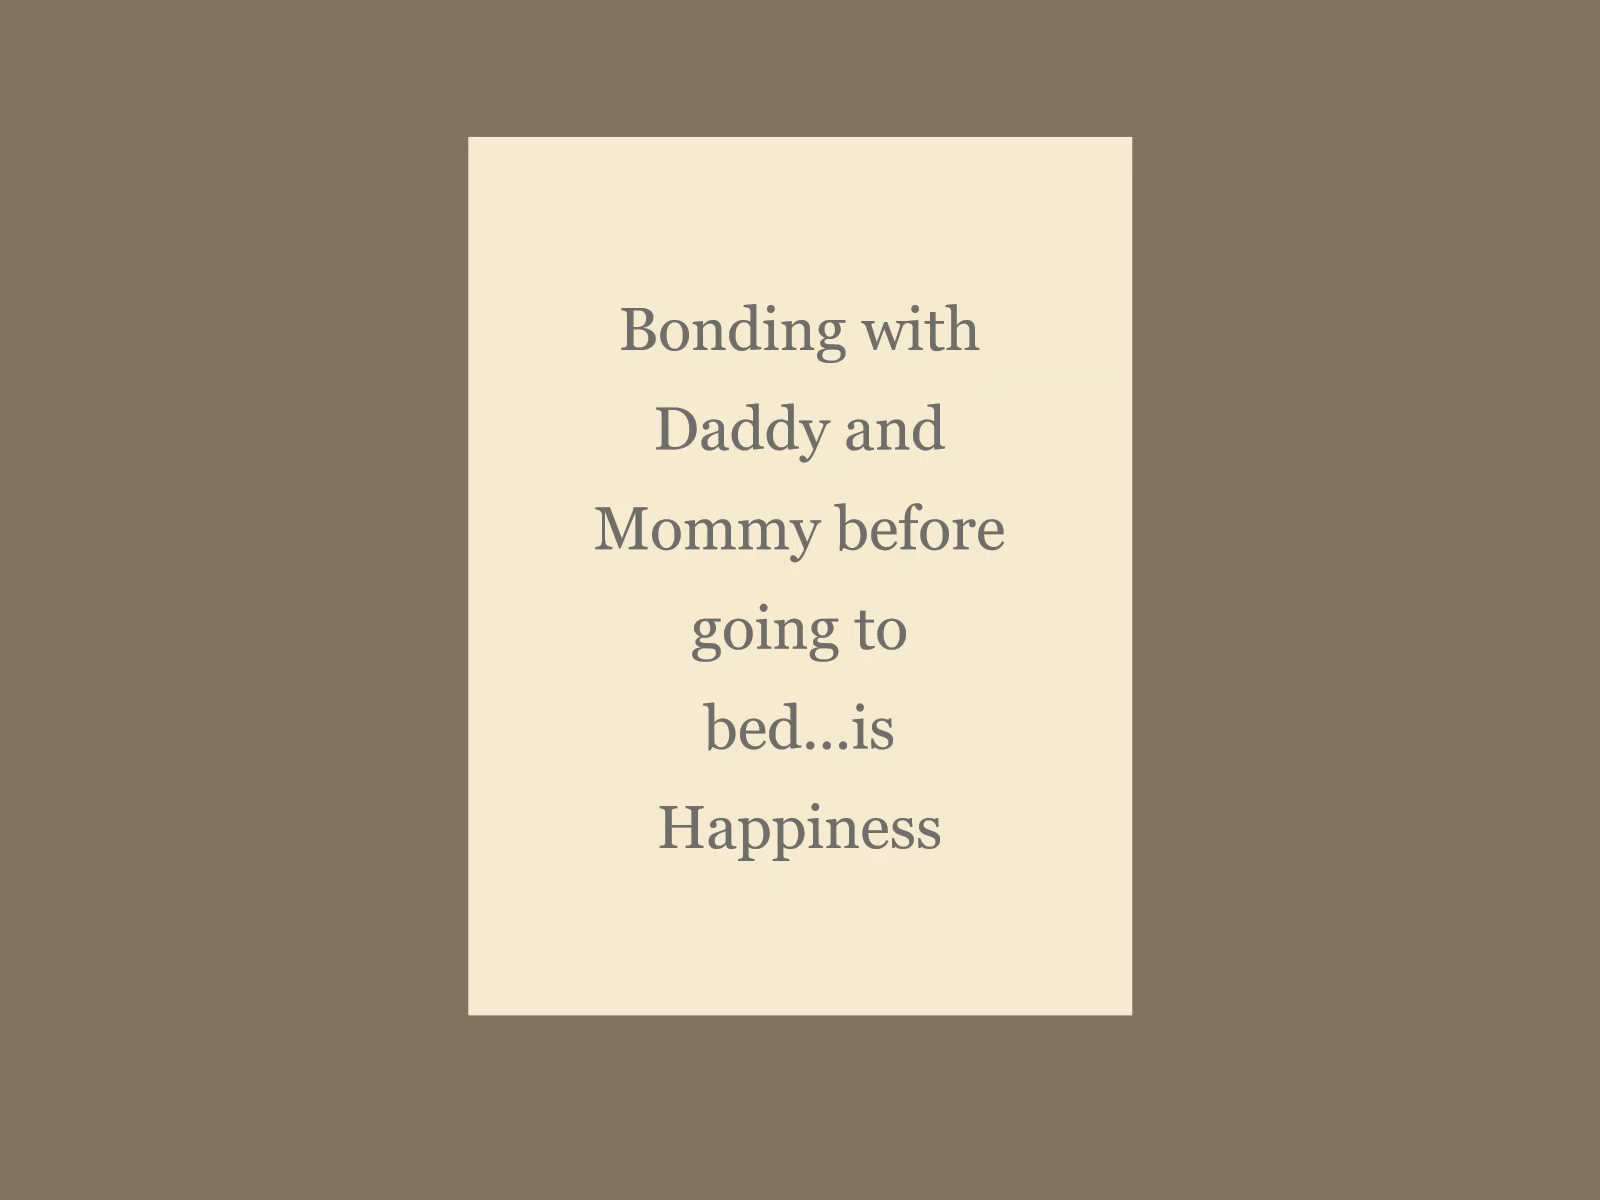 Bonding with
Daddy and
Mommy before
going to
bed...is
Happiness